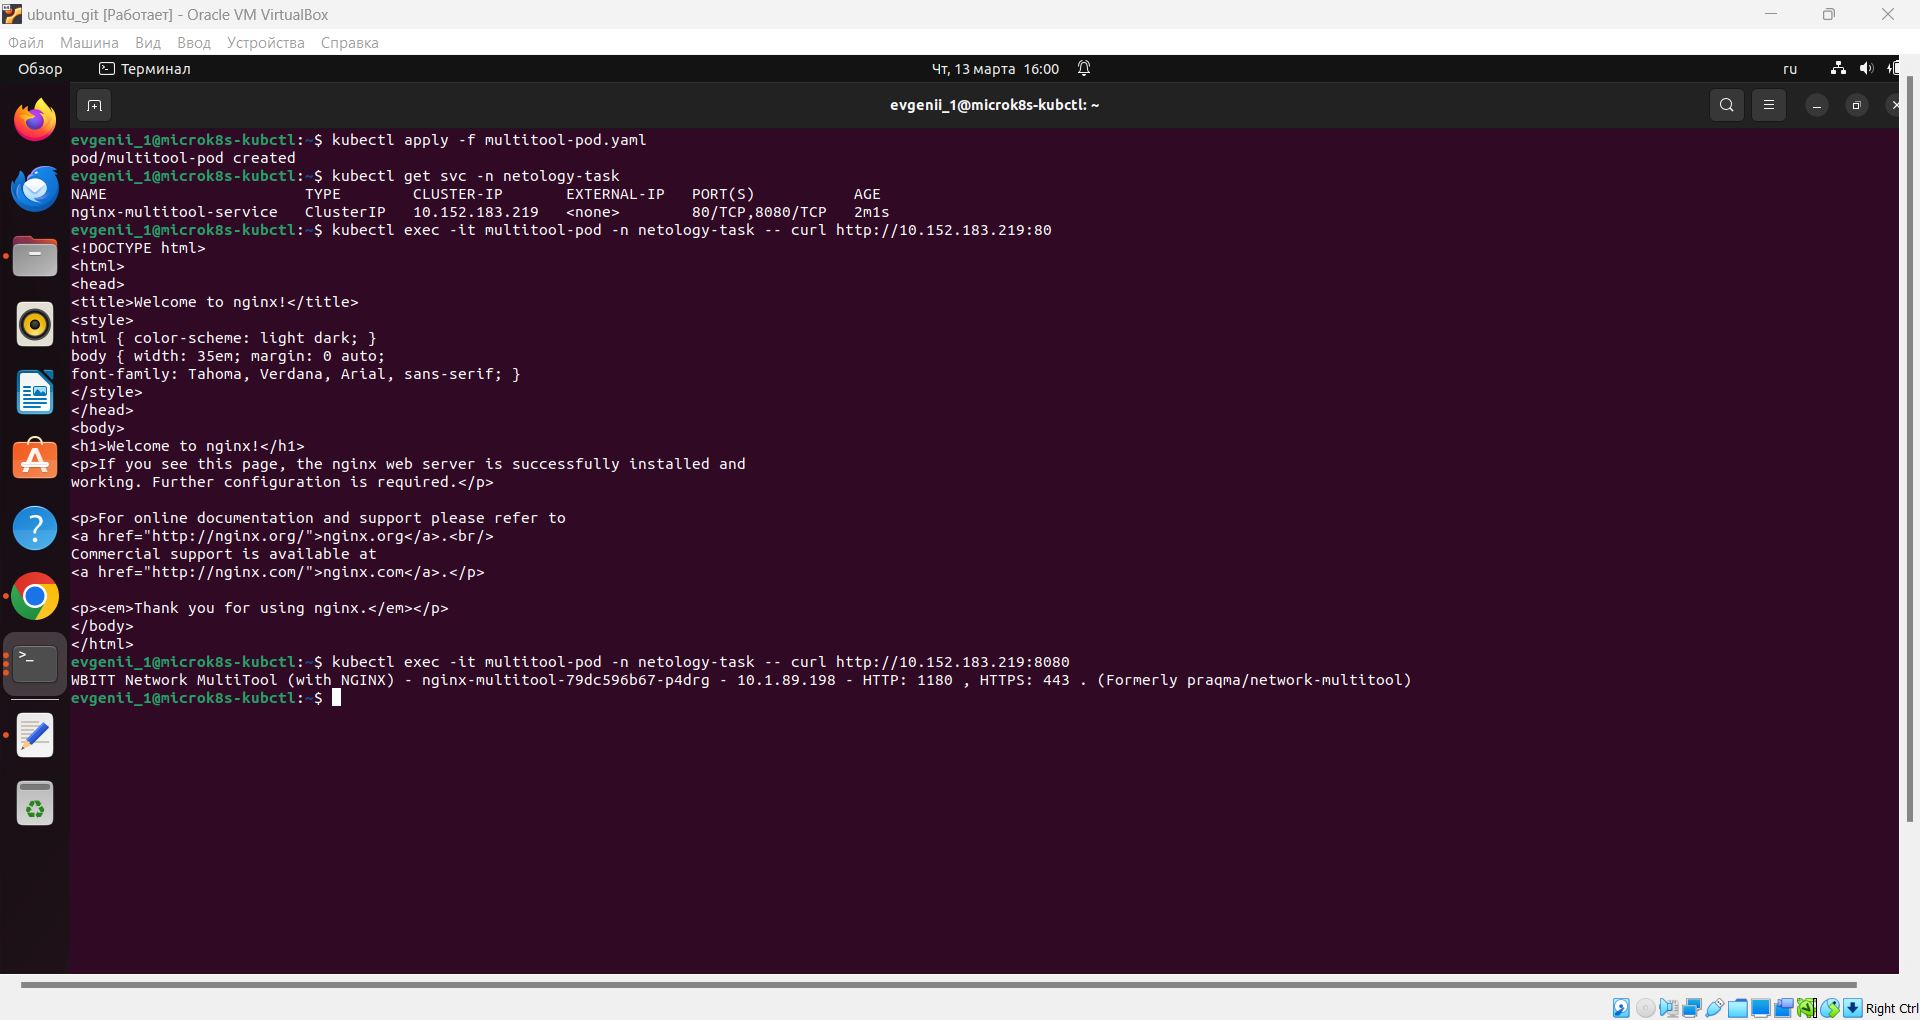 ubuntu_git [Работает] - Oracle VM VirtualBox
Файл Машина Вид Ввод Устройства Справка
Обзор Терминал Чт, 13 марта 16:00 ru
evgenii_1@microk8s-kubctl: ~
evgenii_1@microk8s-kubctl:~$ kubectl apply -f multitool-pod.yaml
pod/multitool-pod created
evgenii_1@microk8s-kubctl:~$ kubectl get svc -n netology-task
NAME TYPE CLUSTER-IP EXTERNAL-IP PORT(S) AGE
nginx-multitool-service ClusterIP 10.152.183.219 <none> 80/TCP,8080/TCP 2m1s
evgenii_1@microk8s-kubctl:~$ kubectl exec -it multitool-pod -n netology-task -- curl http://10.152.183.219:80
<!DOCTYPE html>
<html>
<head>
<title>Welcome to nginx!</title>
<style>
html { color-scheme: light dark; }
body { width: 35em; margin: 0 auto;
font-family: Tahoma, Verdana, Arial, sans-serif; }
</style>
</head>
<body>
<h1>Welcome to nginx!</h1>
<p>If you see this page, the nginx web server is successfully installed and
working. Further configuration is required.</p>
<p>For online documentation and support please refer to
<a href="http://nginx.org/">nginx.org</a>.<br/>
Commercial support is available at
<a href="http://nginx.com/">nginx.com</a>.</p>
<p><em>Thank you for using nginx.</em></p>
</body>
</html>
evgenii_1@microk8s-kubctl:~$ kubectl exec -it multitool-pod -n netology-task -- curl http://10.152.183.219:8080
WBITT Network MultiTool (with NGINX) - nginx-multitool-79dc596b67-p4drg - 10.1.89.198 - HTTP: 1180 , HTTPS: 443 . (Formerly praqma/network-multitool)
evgenii_1@microk8s-kubctl:~$
Right Ctrl